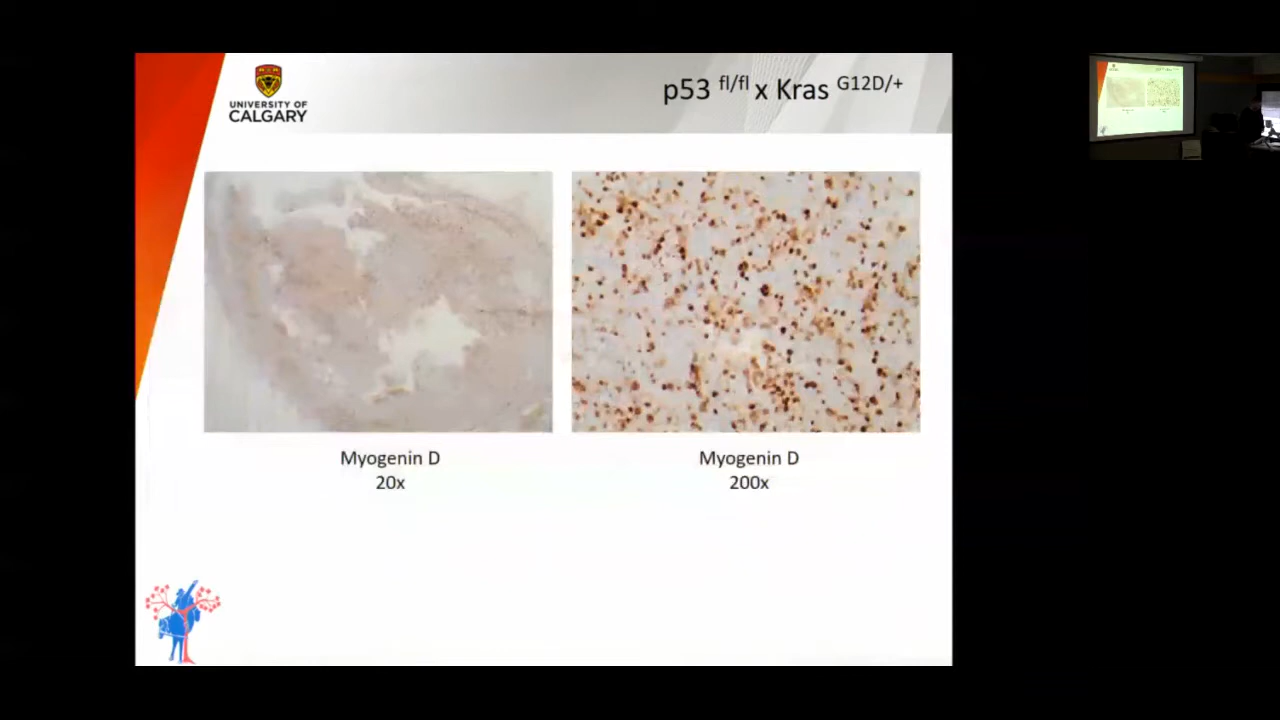 UNIVERSITY OF
CALGARY
p53 fl/fl x Kras G12D/+
Myogenin D
20x
Myogenin D
200x